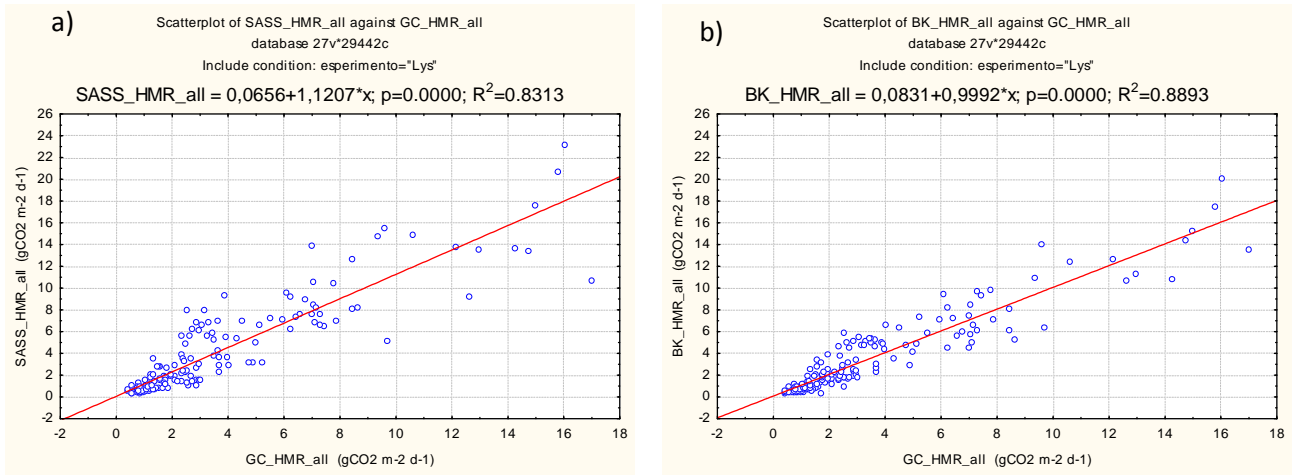 a)
Scatterplot of SASS_HMR_all against GC_HMR_all
database 27v*29442c
Include condition: esperimento="Lys"
SASS_HMR_all = 0,0656+1,1207*x; p=0.0000; R²=0.8313
26
24
22
20
18
16
14
12
10
8
6
4
2
0
-2
SASS_HMR_all (gCO2 m-2 d-1)
-2 0 2 4 6 8 10 12 14 16 18
GC_HMR_all (gCO2 m-2 d-1)
b)
Scatterplot of BK_HMR_all against GC_HMR_all
database 27v*29442c
Include condition: esperimento="Lys"
BK_HMR_all = 0,0831+0,9992*x; p=0.0000; R²=0.8893
26
24
22
20
18
16
14
12
10
8
6
4
2
0
-2
BK_HMR_all (gCO2 m-2 d-1)
-2 0 2 4 6 8 10 12 14 16 18
GC_HMR_all (gCO2 m-2 d-1)